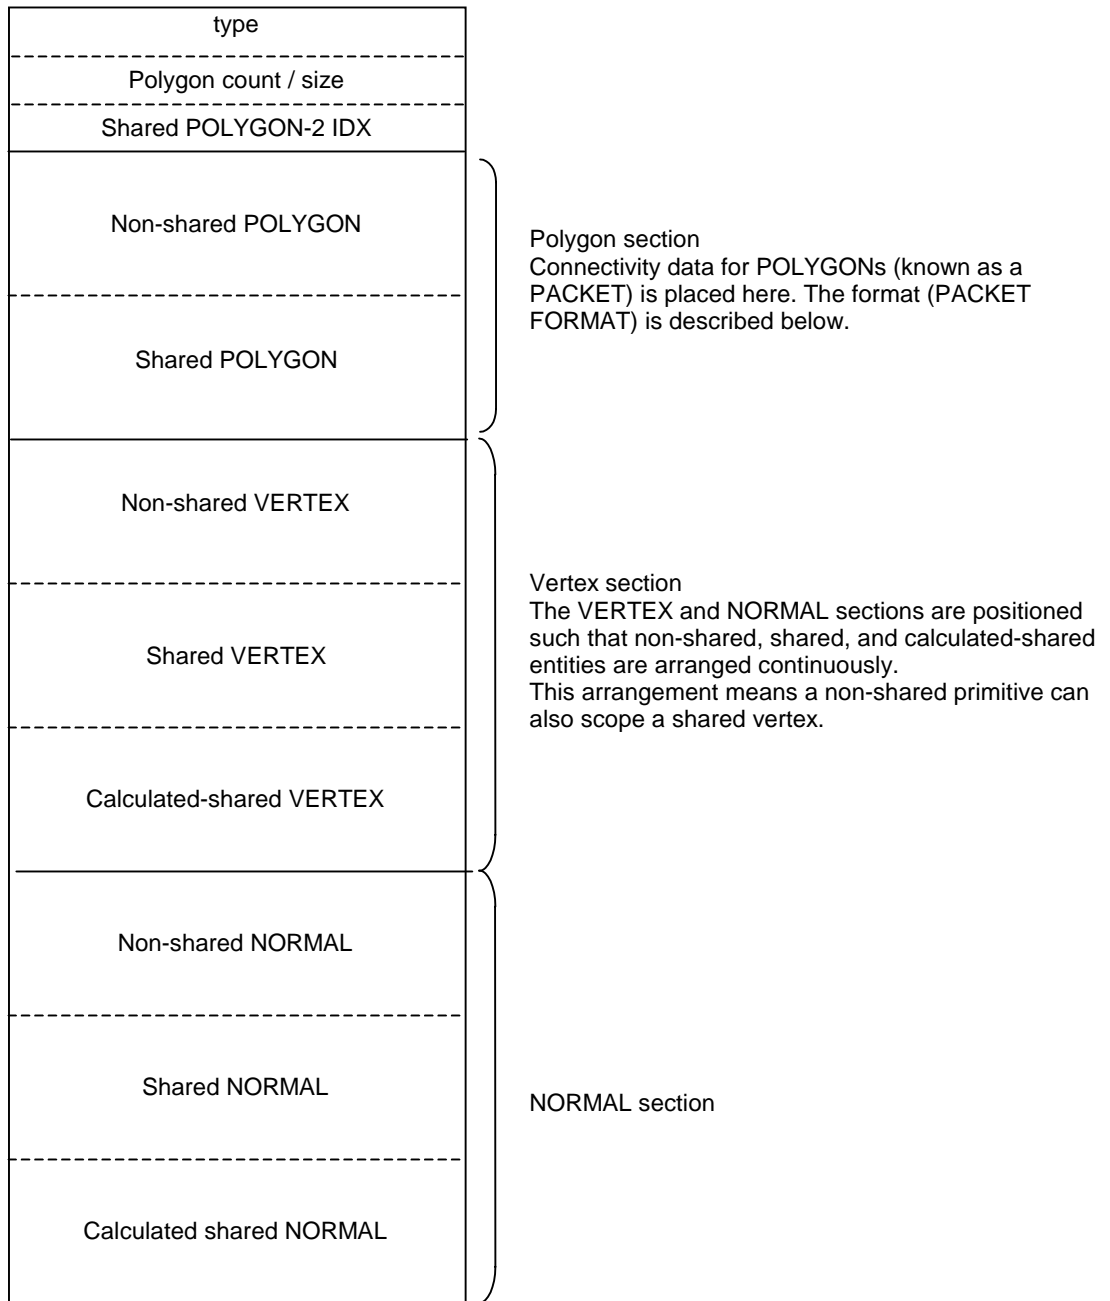 type
Polygon count / size
Shared POLYGON-2 IDX
Non-shared POLYGON
Shared POLYGON
Polygon section
Connectivity data for POLYGONs (known as a
PACKET) is placed here. The format (PACKET
FORMAT) is described below.
Non-shared VERTEX
Shared VERTEX
Calculated-shared VERTEX
Vertex section
The VERTEX and NORMAL sections are positioned
such that non-shared, shared, and calculated-shared
entities are arranged continuously.
This arrangement means a non-shared primitive can
also scope a shared vertex.
Non-shared NORMAL
Shared NORMAL
Calculated shared NORMAL
NORMAL section